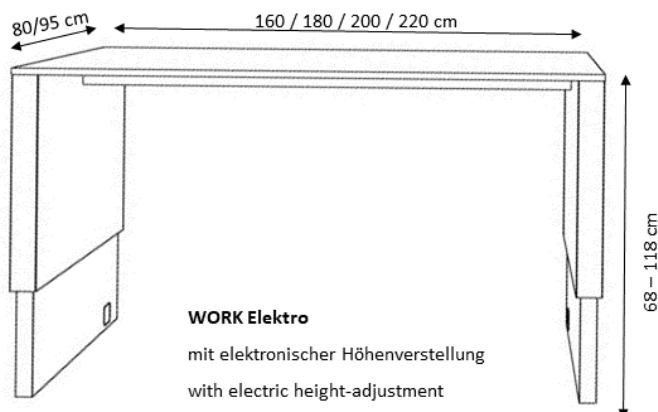 80/95 cm
160 / 180 / 200 / 220 cm
68 – 118 cm
WORK Elektro
mit elektronischer Höhenverstellung
with electric height-adjustment